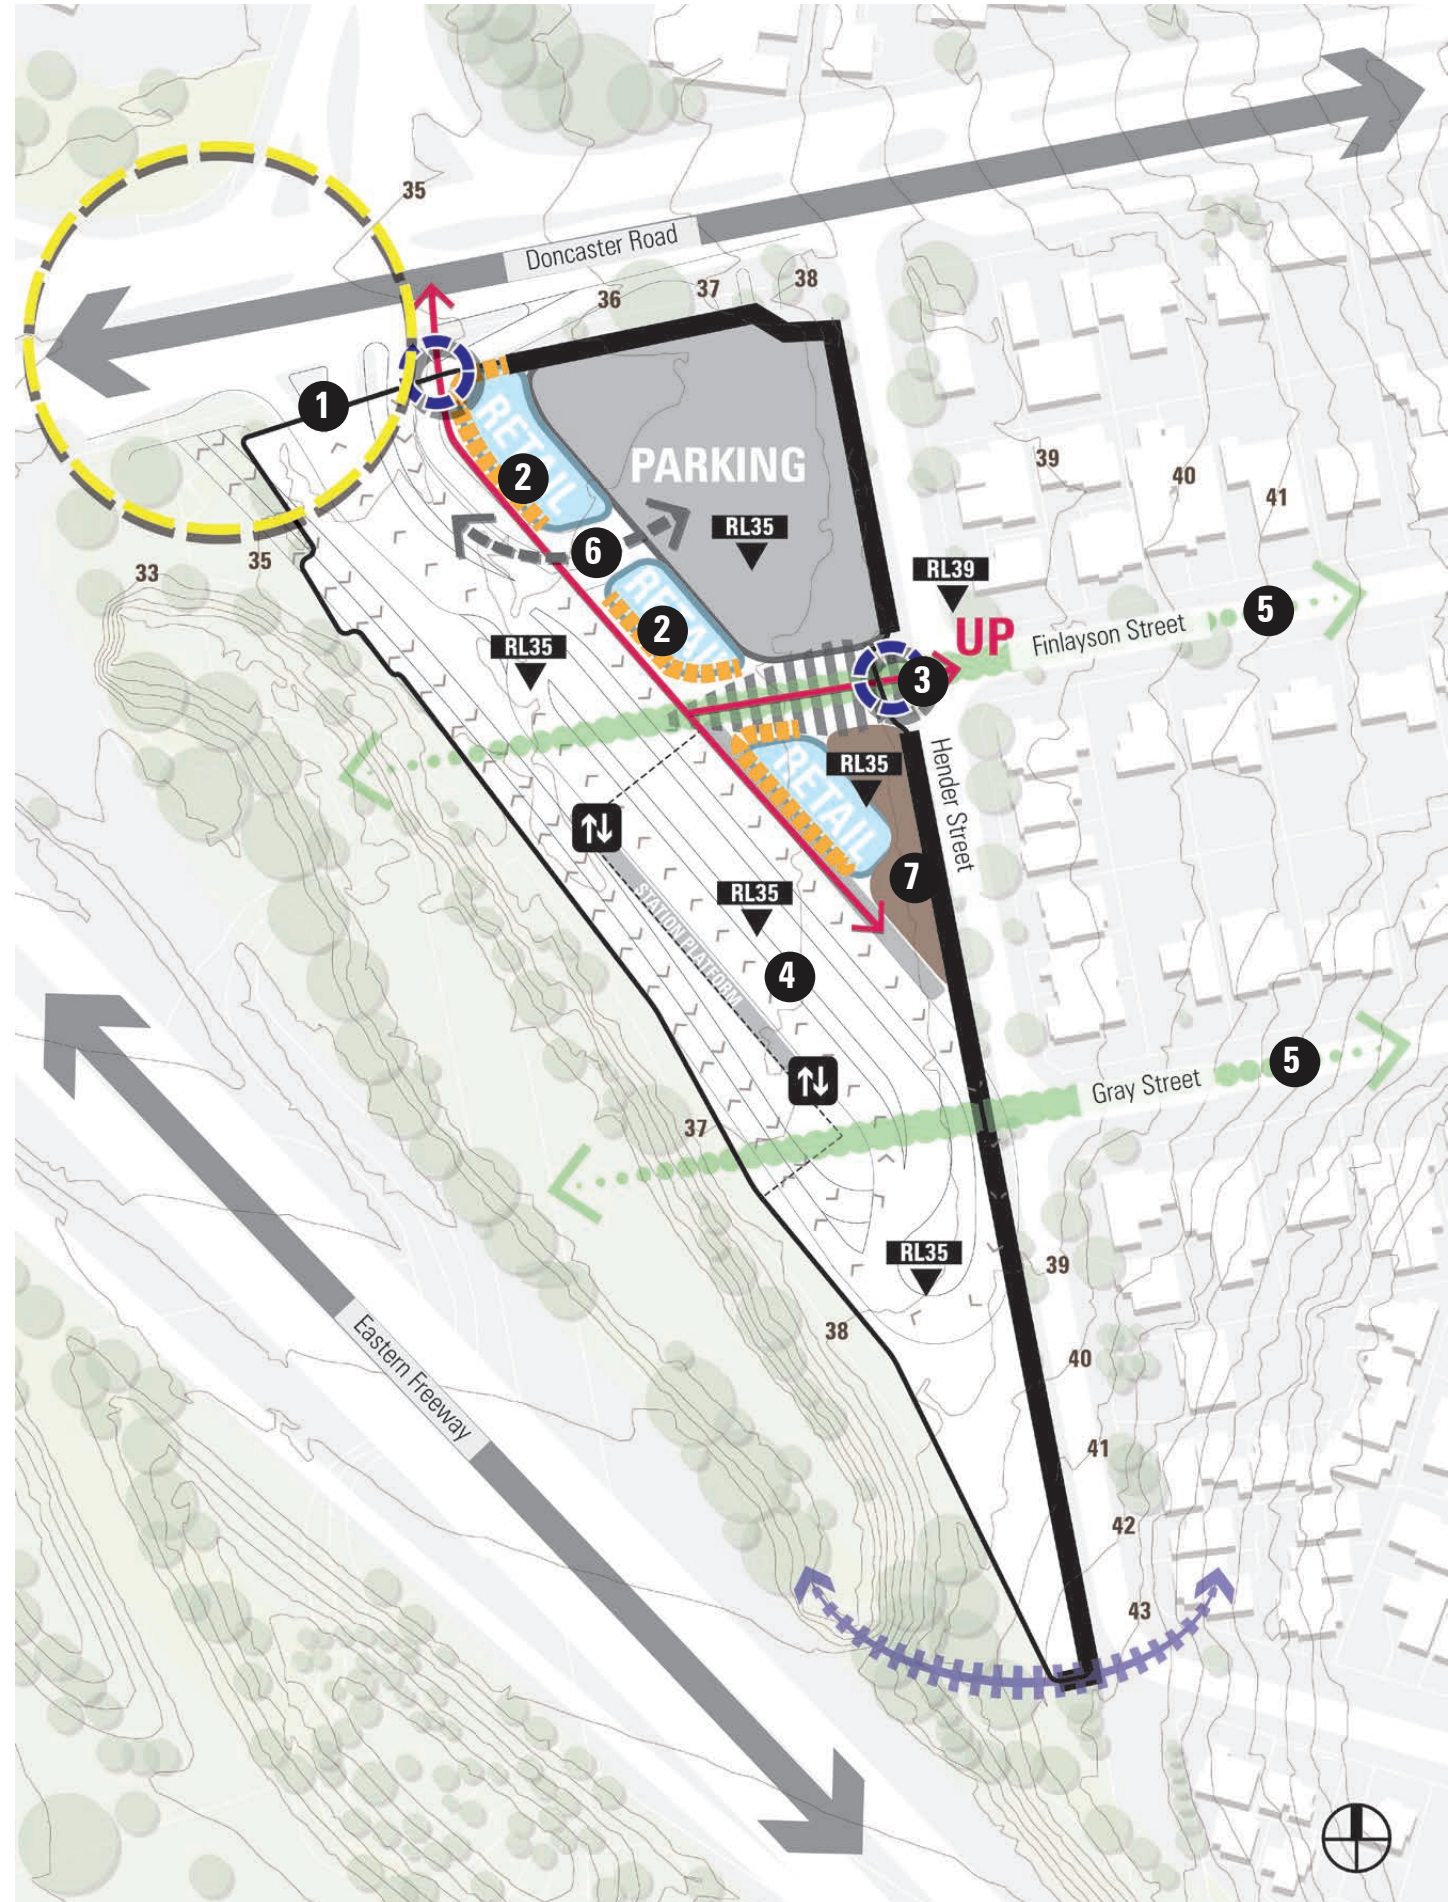 35
Doncaster Road
36
37
38
1
RETAIL
PARKING
2
39
40
41
RL35
6
35
33
RL39
RETAIL
2
UP
Finlayson Street
5
RL35
3
RETAIL
RL35
Hender Street
7
STATION PLATFORM
RL35
4
5
Gray Street
37
RL35
39
38
40
Eastern Freeway
41
42
43